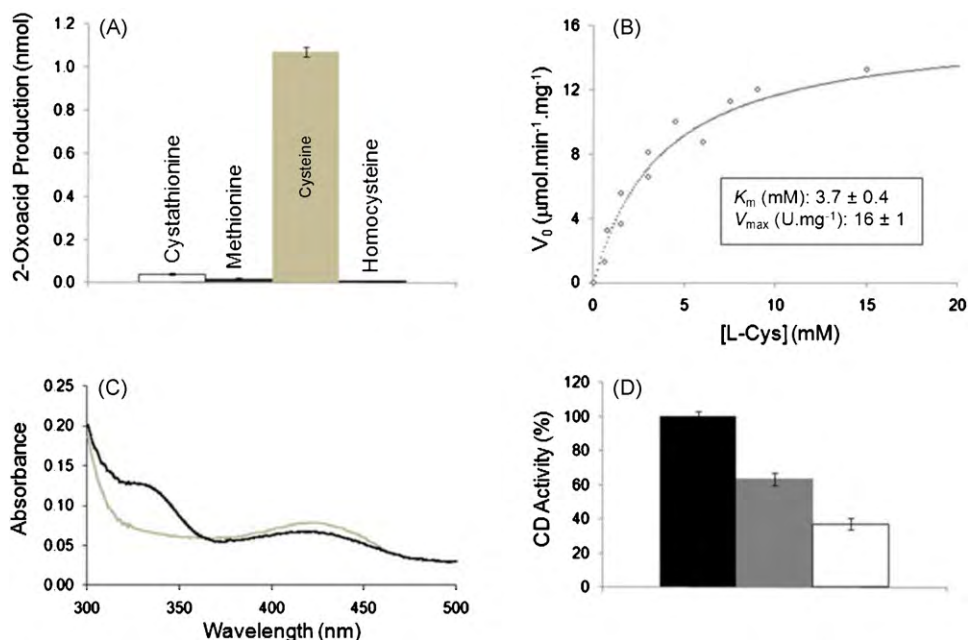 (A)
2-Oxoacid Production (nmol)
1.2
1.0
0.8
0.6
0.4
0.2
0.0
Cystathionine
Methionine
Cysteine
Homocysteine
(B)
V0 (μmol.min-1.mg-1)
16
12
8
4
0
Km (mM): 3.7 ± 0.4
Vmax (U.mg-1): 16 ± 1
0 5 10 15 20
[L-Cys] (mM)
(C)
Absorbance
0.25
0.20
0.15
0.10
0.05
0.00
300 350 400 450 500
Wavelength (nm)
(D)
CD Activity (%)
120
100
80
60
40
20
0